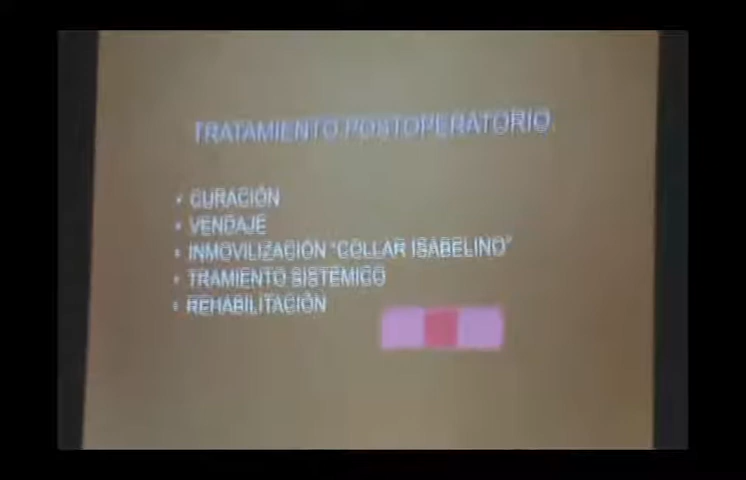 TRATAMIENTO POSTOPERATORIO
• CURACIÓN
• VENDAJE
• INMOVILIZACIÓN "COLLAR ISABELINO"
• TRAMIENTO SISTÉMICO
• REHABILITACIÓN